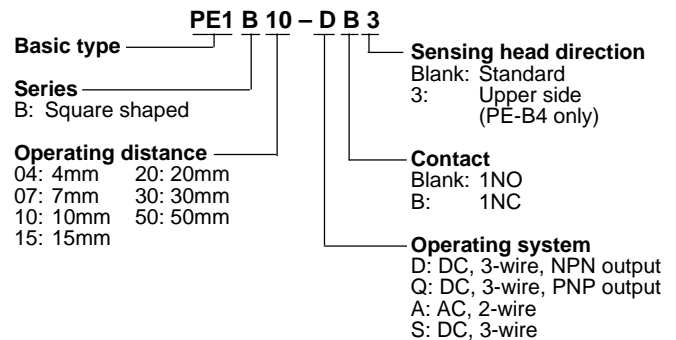 PE1 B 10 – D B 3
Basic type
Series
B: Square shaped
Operating distance
04: 4mm 20: 20mm
07: 7mm 30: 30mm
10: 10mm 50: 50mm
15: 15mm
Sensing head direction
Blank: Standard
3: Upper side
(PE-B4 only)
Contact
Blank: 1NO
B: 1NC
Operating system
D: DC, 3-wire, NPN output
Q: DC, 3-wire, PNP output
A: AC, 2-wire
S: DC, 3-wire